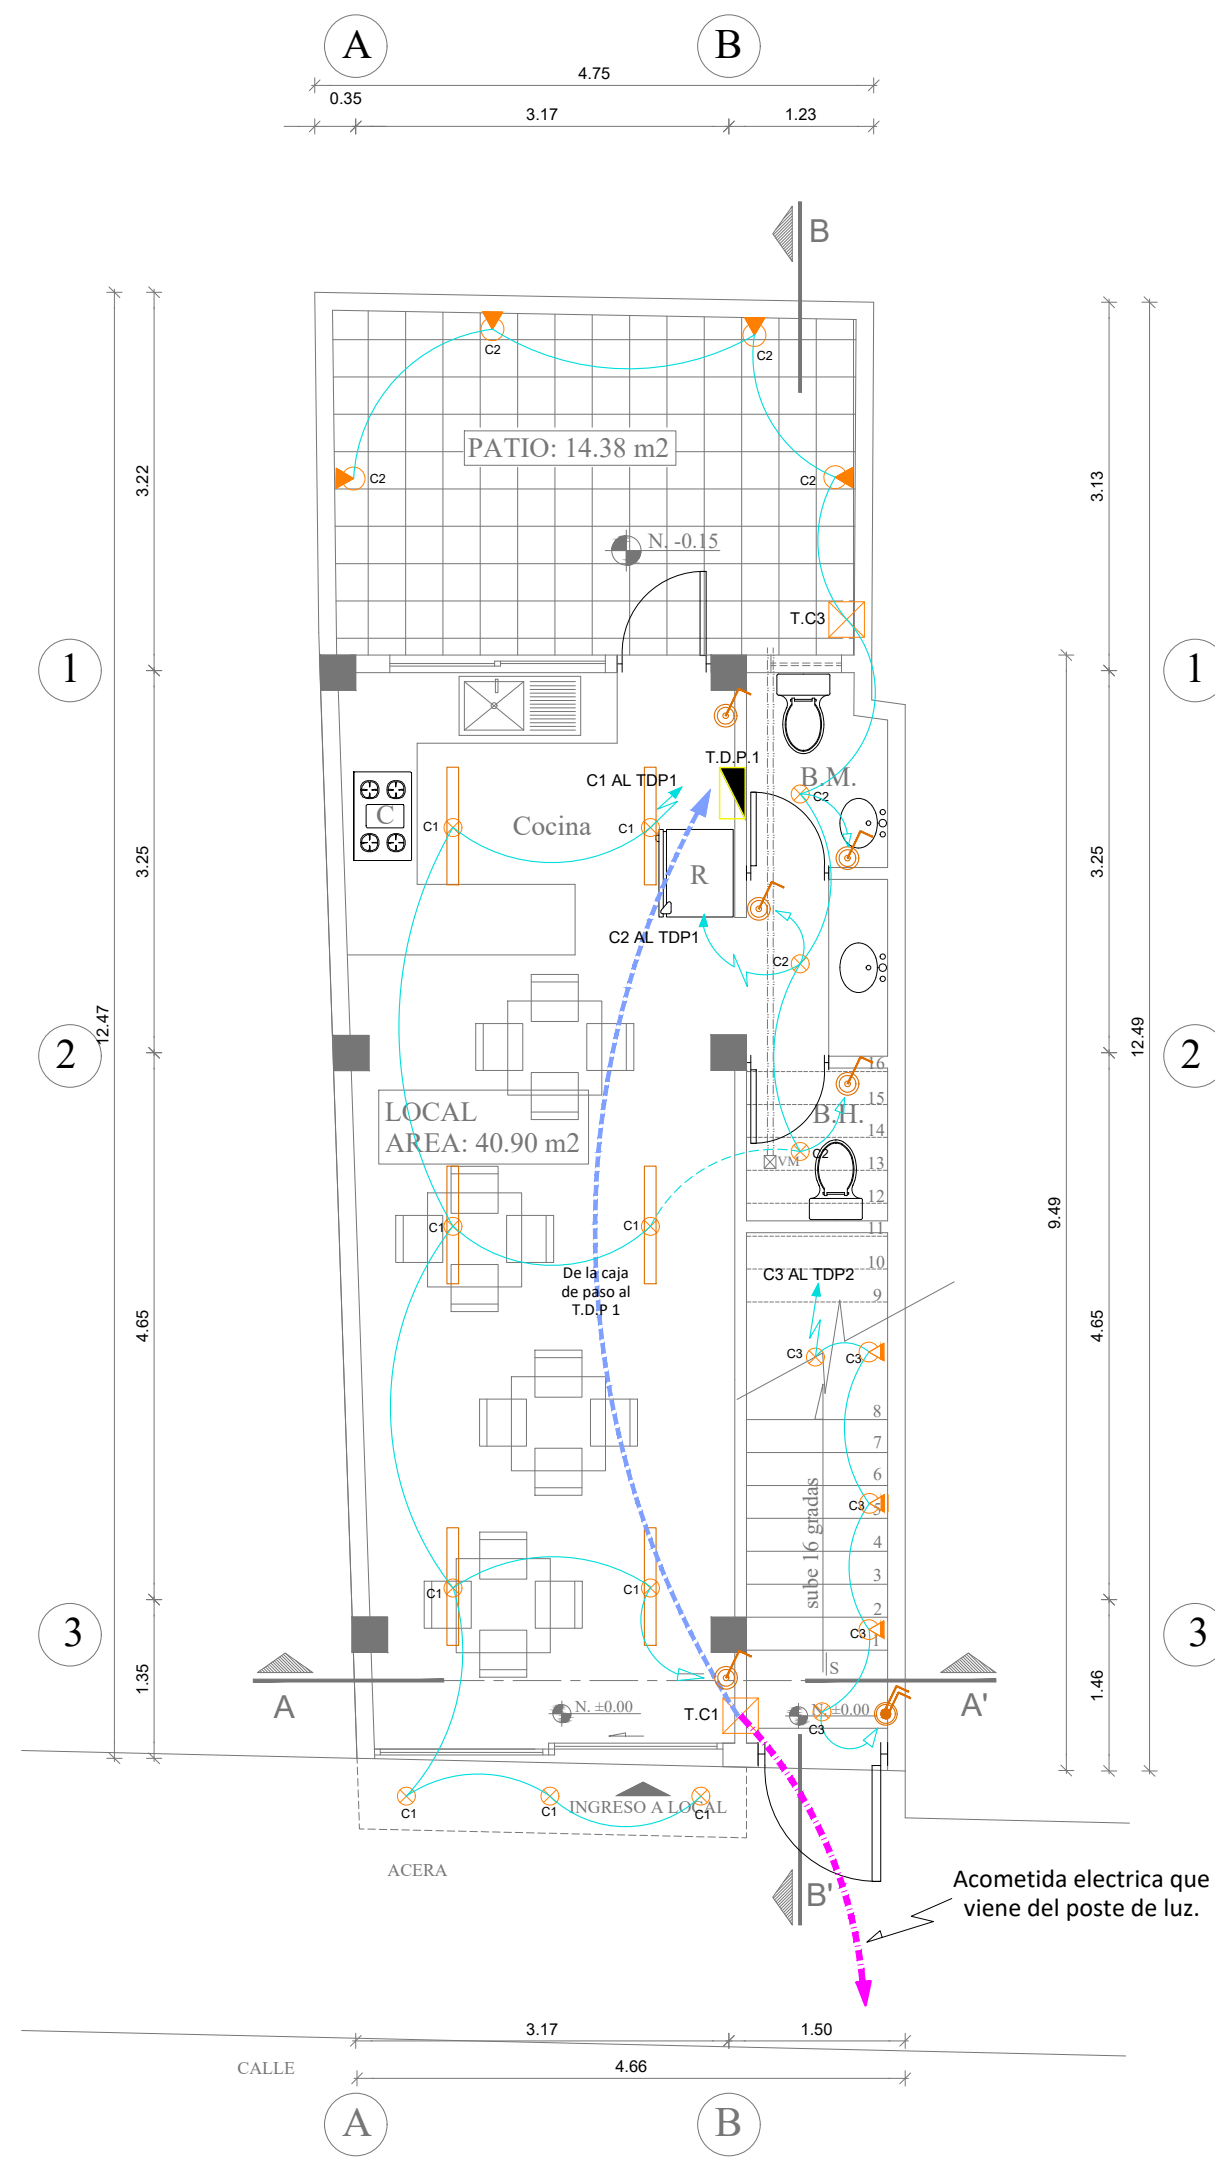 A
B
4.75
0.35
3.17
1.23
B
C2
C2
PATIO: 14.38 m2
C2
C2
3.22
3.13
N. -0.15
T.C3
1
1
T.D.P.1
C1 AL TDP1
B.M.
C2
C
C1
Cocina
C1
3.25
3.25
R
C2 AL TDP1
C2
12.47
12.49
2
2
16
15
LOCAL
AREA: 40.90 m2
B.H.
14
C2
VM
13
12
9.49
C1
C1
11
10
De la caja
de paso al
T.D.P 1
C3 AL TDP2
9
4.65
4.65
C3
C3
8
7
6
sube 16 gradas
C3
5
4
3
C1
C1
2
3
3
C3
1
S
1.35
1.46
A
A'
N. ±0.00
T.C1
N. ±0.00
C3
C1
C1
C1
INGRESO A LOCAL
ACERA
B'
Acometida electrica que
viene del poste de luz.
3.17
1.50
CALLE
4.66
A
B